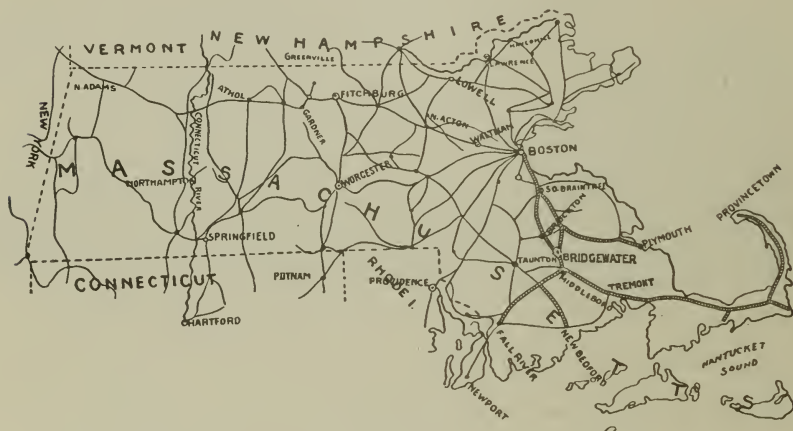 VERMONT
NEW HAMPSHIRE
GREENVILLE
HAVERHILL
LAWRENCE
LOWELL
N. ADAMS
ATHOL
FITCHBURG
GARDNER
N. ACTON
WALTHAM
BOSTON
NEW YORK
CONNECTICUT RIVER
MASSACHUSETTS
NORTHAMPTON
WORCESTER
SO. BRAINTREE
BROCKTON
PLYMOUTH
PROVINCETOWN
SPRINGFIELD
TAUNTON
BRIDGEWATER
CONNECTICUT
PUTNAM
RHODE I.
PROVIDENCE
MIDDLEBORO
TREMONT
HARTFORD
FALL RIVER
NEW BEDFORD
NEWPORT
NANTUCKET
SOUND